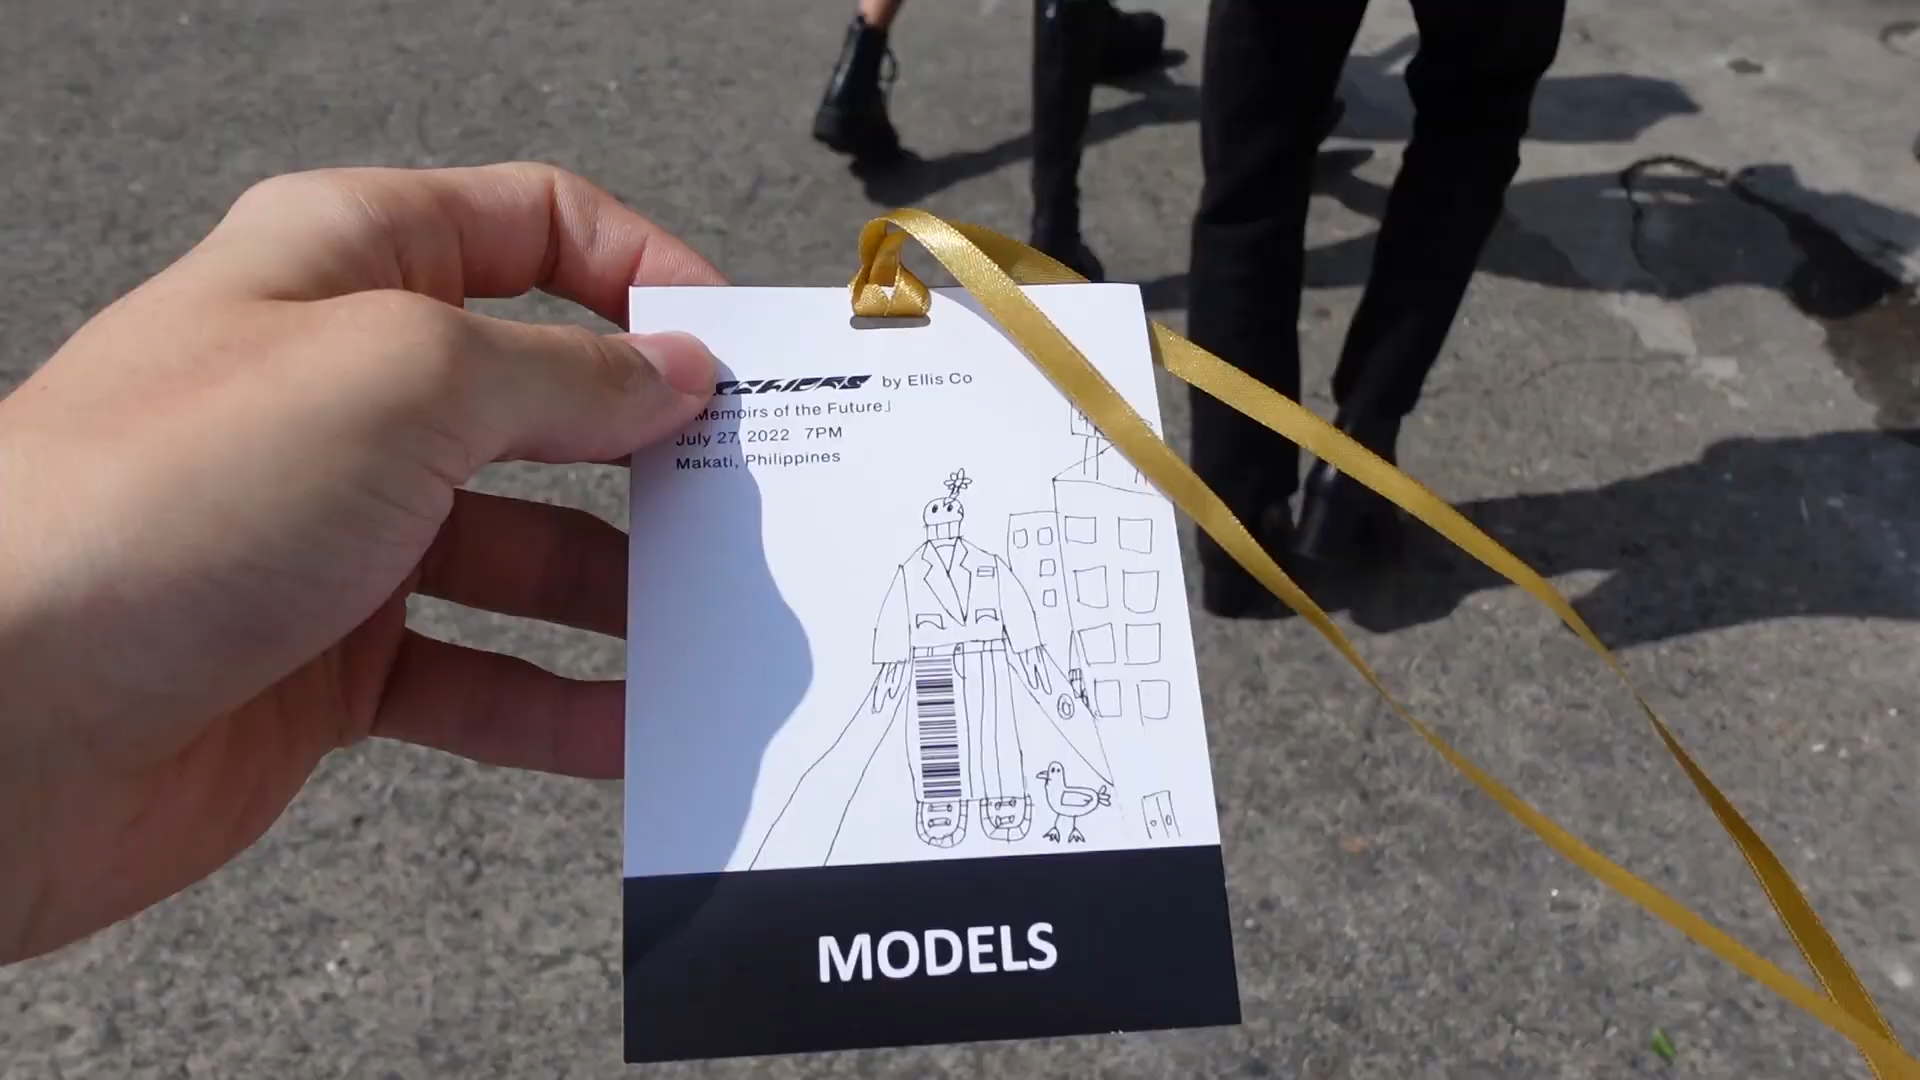 by Ellis Co
Memoirs of the Future」
July 27, 2022 7PM
Makati, Philippines
MODELS